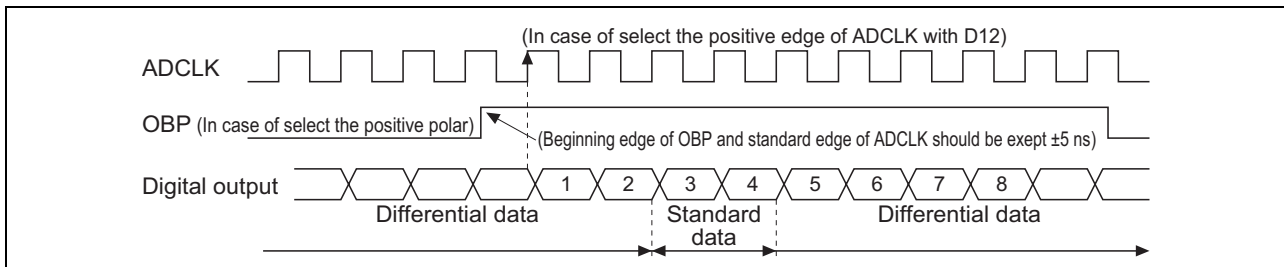 (In case of select the positive edge of ADCLK with D12)
ADCLK
OBP (In case of select the positive polar)
(Beginning edge of OBP and standard edge of ADCLK should be exept ±5 ns)
Digital output
1 2 3 4 5 6 7 8
Differential data
Standard data
Differential data